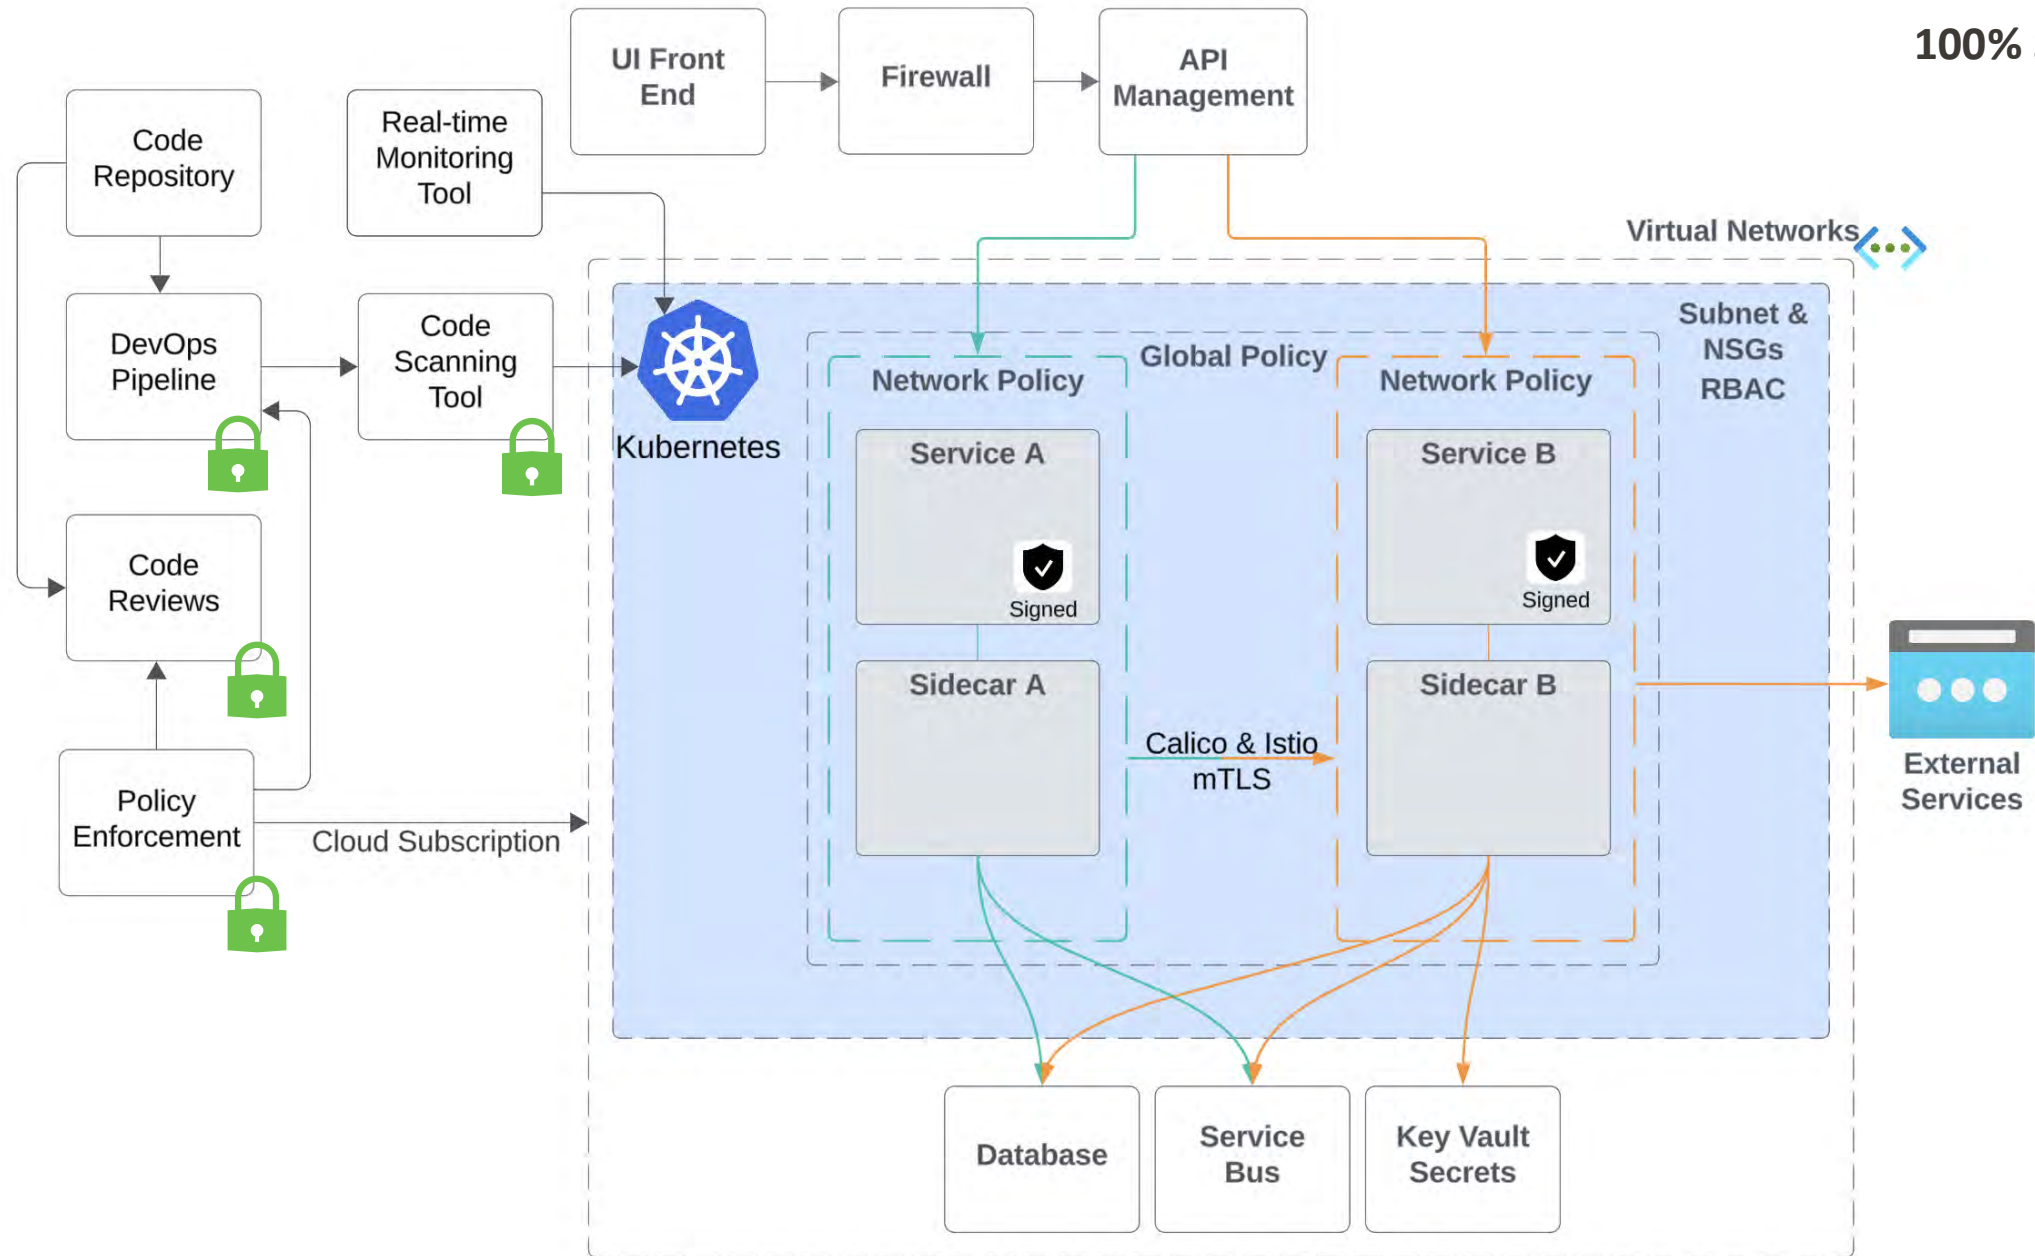 100%
UI Front
End
Firewall
API
Management
Code
Repository
Real-time
Monitoring
Tool
Virtual Networks
DevOps
Pipeline
Code
Scanning
Tool
Kubernetes
Subnet &
NSGs
RBAC
Global Policy
Network Policy
Network Policy
Service A
Signed
Service B
Signed
Code
Reviews
Sidecar A
Sidecar B
Calico & Istio
mTLS
External
Services
Policy
Enforcement
Cloud Subscription
Database
Service
Bus
Key Vault
Secrets